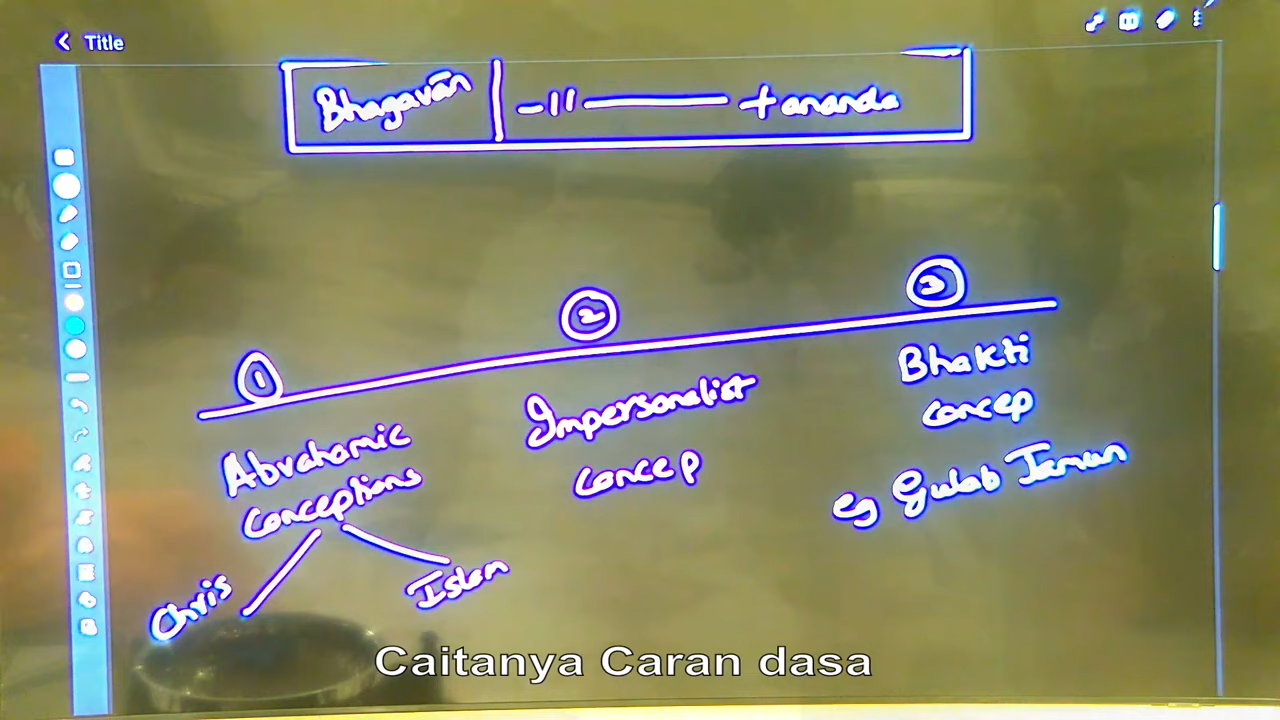 Title
Bhagavān -11 — + ananda
1 2 3
Abrahamic
conceptions
Impersonalist
concep
Bhakti
concep
eg Gulab Jamun
Chris Islam
Caitanya Caran dasa